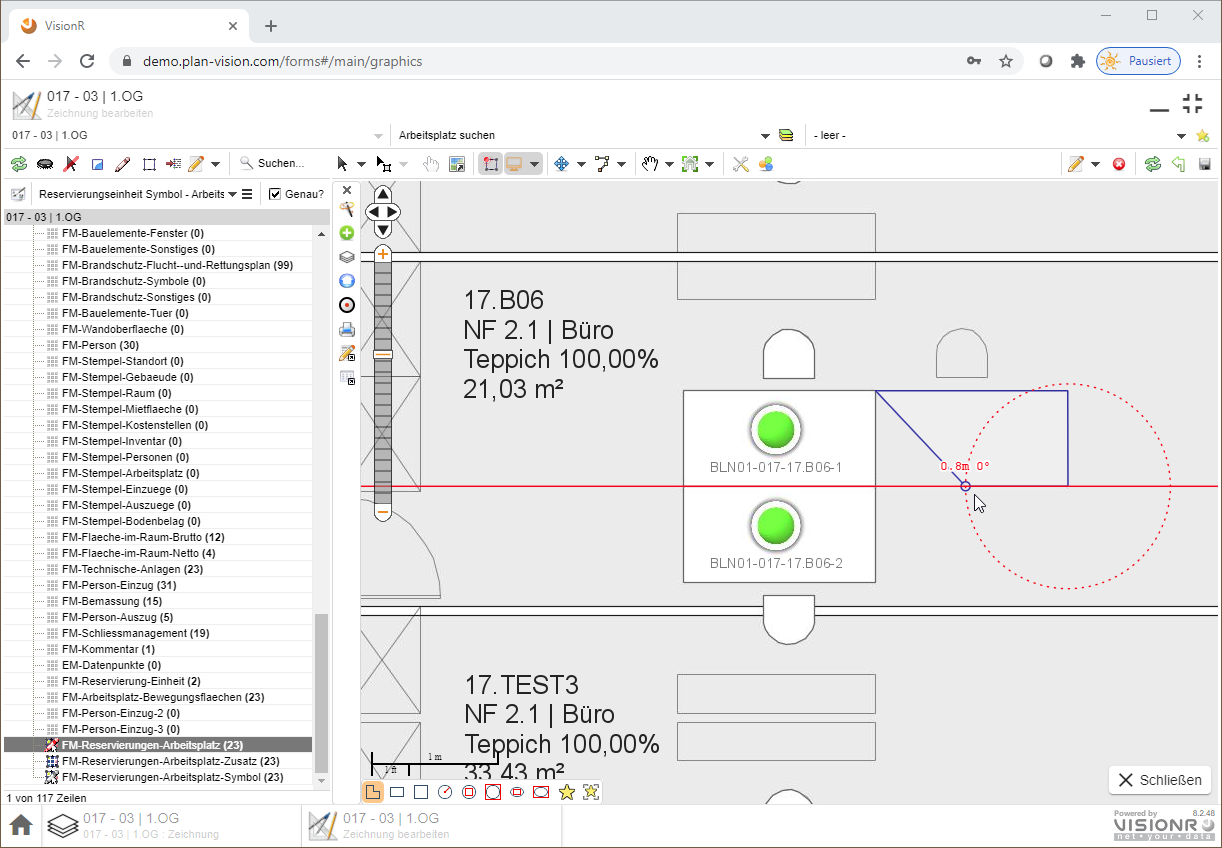 VisionR
demo.plan-vision.com/forms#/main/graphics
Pausiert
017 - 03 | 1.OG
Zeichnung bearbeiten
017 - 03 | 1.OG
Arbeitsplatz suchen
- leer -
Suchen...
Reservierungseinheit Symbol - Arbeits
Genau?
017 - 03 | 1.OG
FM-Bauelemente-Fenster (0)
FM-Bauelemente-Sonstiges (0)
FM-Brandschutz-Flucht--und-Rettungsplan (99)
FM-Brandschutz-Symbole (0)
FM-Brandschutz-Sonstiges (0)
FM-Bauelemente-Tuer (0)
FM-Wandoberflaeche (0)
FM-Person (30)
FM-Stempel-Standort (0)
FM-Stempel-Gebaeude (0)
FM-Stempel-Raum (0)
FM-Stempel-Mietflaeche (0)
FM-Stempel-Kostenstellen (0)
FM-Stempel-Inventar (0)
FM-Stempel-Personen (0)
FM-Stempel-Arbeitsplatz (0)
FM-Stempel-Einzuege (0)
FM-Stempel-Auszuege (0)
FM-Stempel-Bodenbelag (0)
FM-Flaeche-im-Raum-Brutto (12)
FM-Flaeche-im-Raum-Netto (4)
FM-Technische-Anlagen (23)
FM-Person-Einzug (31)
FM-Bemassung (15)
FM-Person-Auszug (5)
FM-Schliessmanagement (19)
FM-Kommentar (1)
EM-Datenpunkte (0)
FM-Reservierung-Einheit (2)
FM-Arbeitsplatz-Bewegungsflaechen (23)
FM-Person-Einzug-2 (0)
FM-Person-Einzug-3 (0)
FM-Reservierungen-Arbeitsplatz (23)
FM-Reservierungen-Arbeitsplatz-Zusatz (23)
FM-Reservierungen-Arbeitsplatz-Symbol (23)
1 von 117 Zeilen
17.B06
NF 2.1 | Büro
Teppich 100,00%
21,03 m²
BLN01-017-17.B06-1
BLN01-017-17.B06-2
0.8m 0°
17.TEST3
NF 2.1 | Büro
Teppich 100,00%
33,43 m²
1 m
1 ft
Schließen
017 - 03 | 1.OG
017 - 03 | 1.OG : Zeichnung
017 - 03 | 1.OG
Zeichnung bearbeiten
Powered by
8.2.48
VISIONR
net • your • data